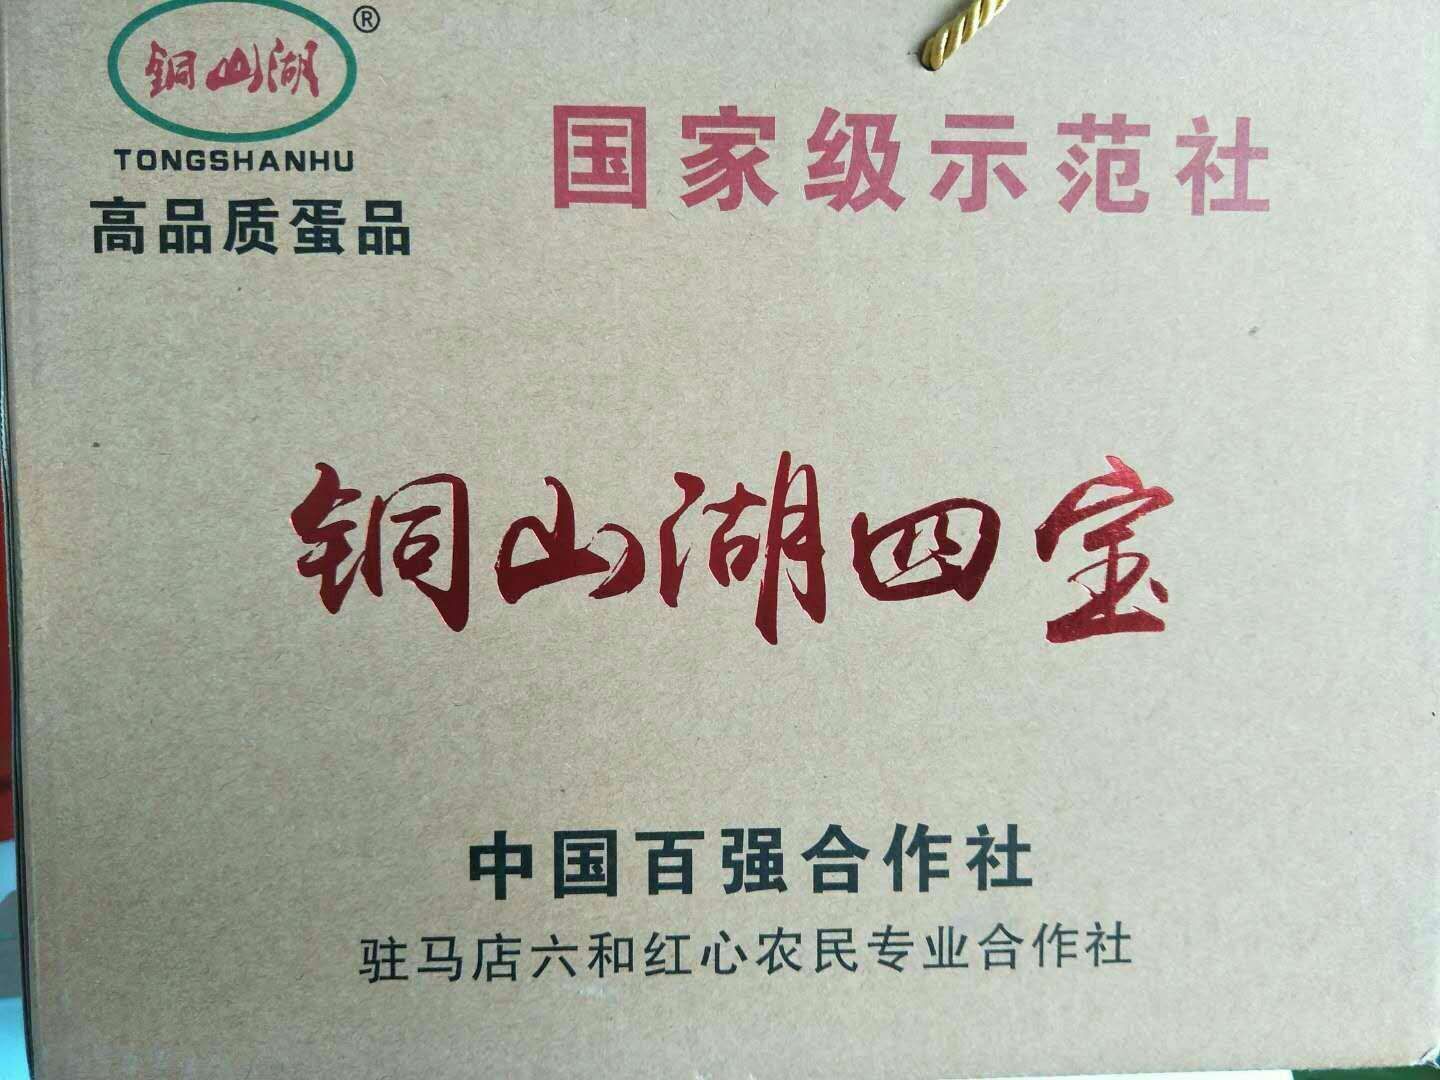 铜山湖®
TONGSHANHU
高品质蛋品
国家级示范社
铜山湖四宝
中国百强合作社
驻马店六和红心农民专业合作社